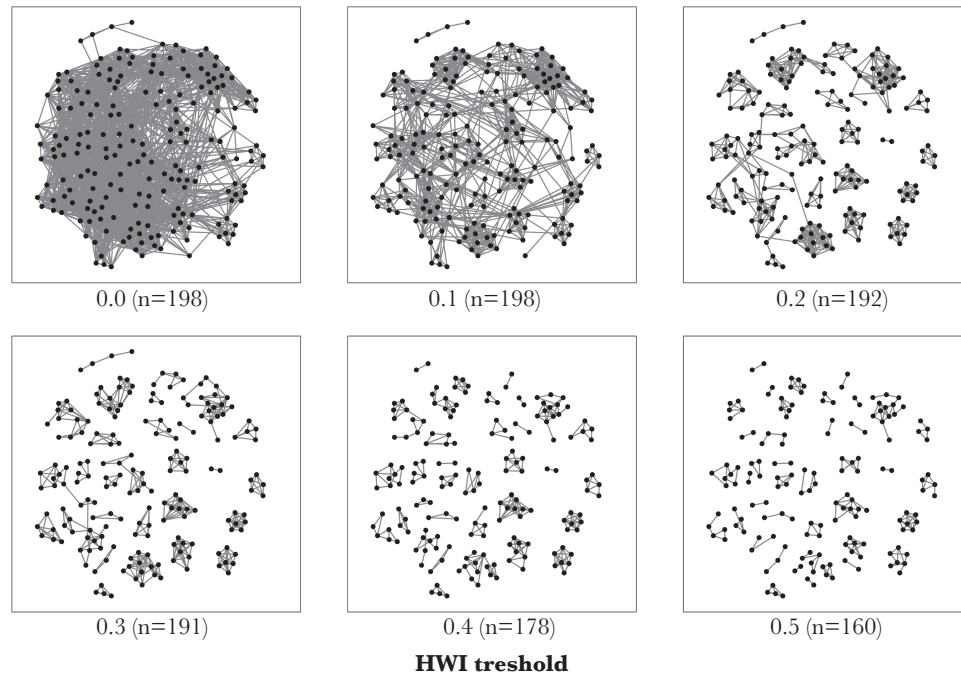 0.0 (n=198)
0.1 (n=198)
0.2 (n=192)
0.3 (n=191)
0.4 (n=178)
0.5 (n=160)
HWI treshold